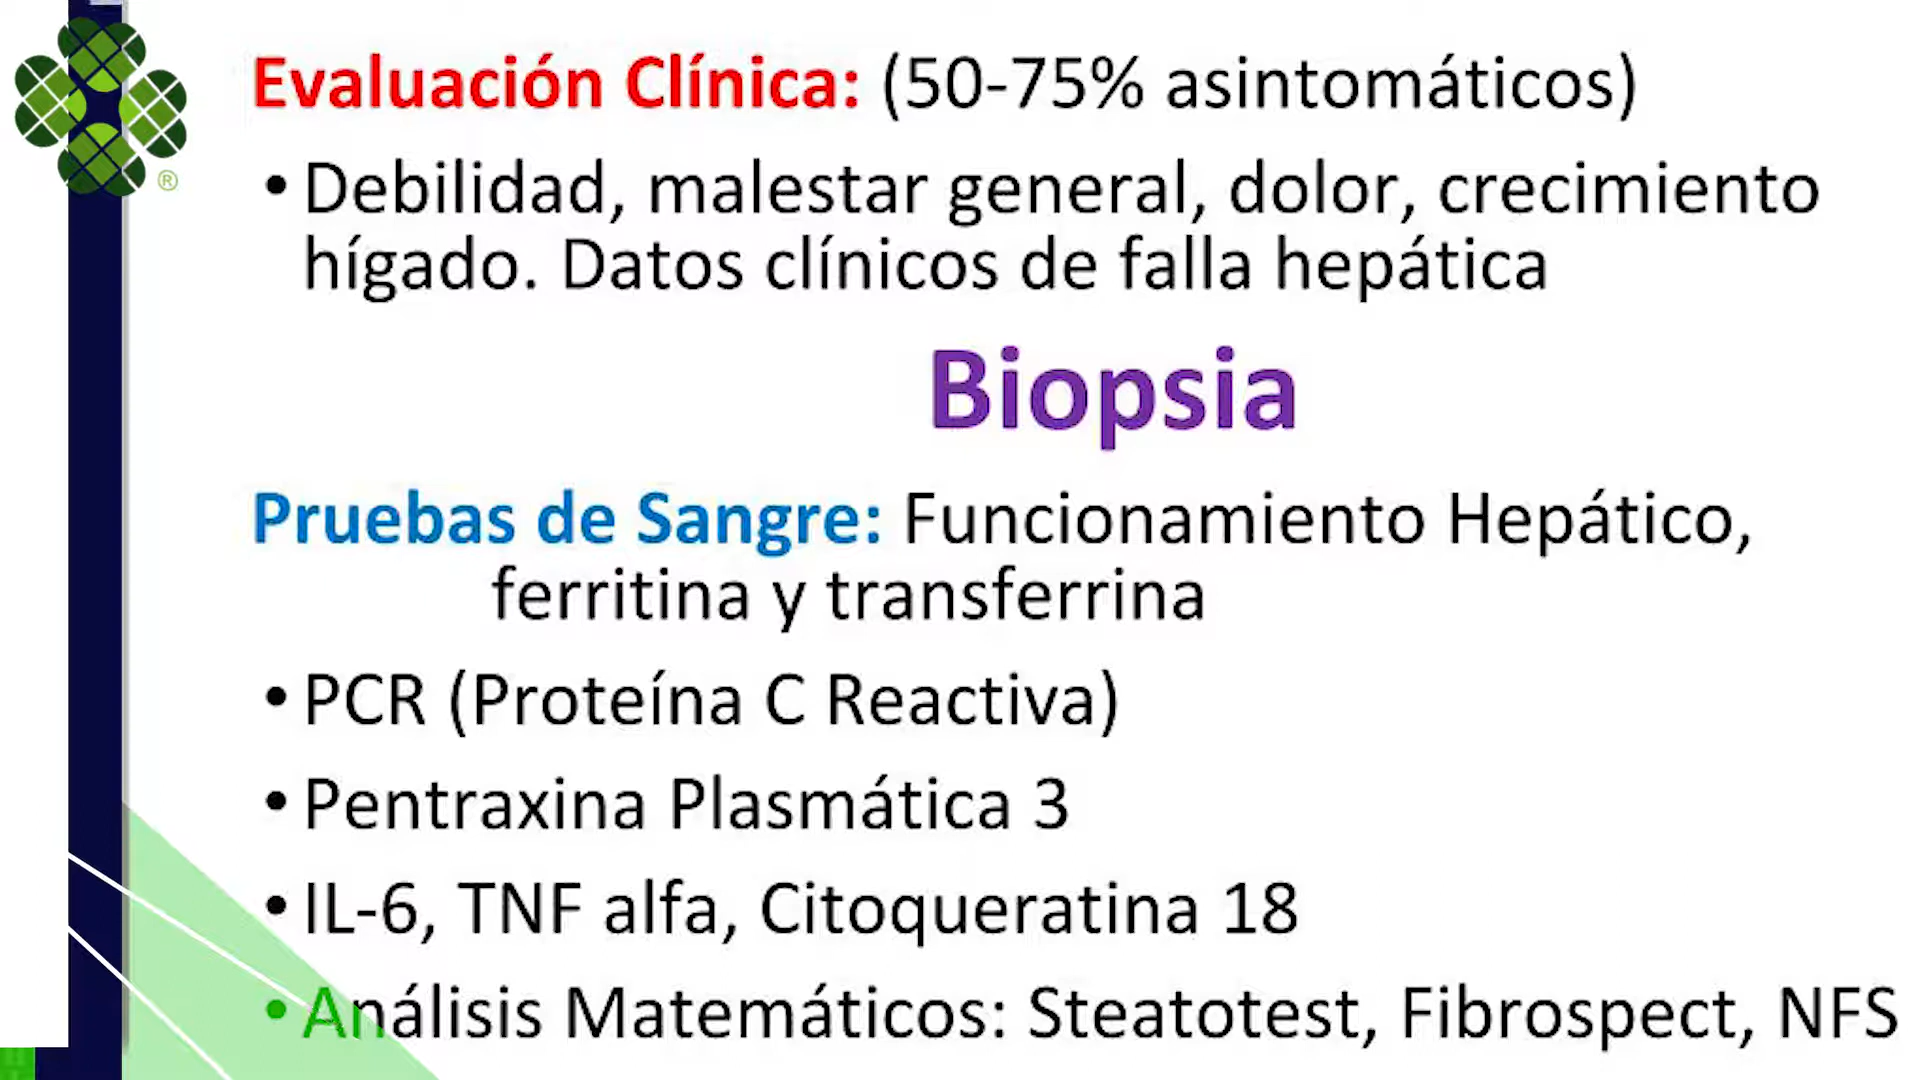 Evaluación Clínica: (50-75% asintomáticos)
• Debilidad, malestar general, dolor, crecimiento
hígado. Datos clínicos de falla hepática
Biopsia
Pruebas de Sangre: Funcionamiento Hepático,
ferritina y transferrina
• PCR (Proteína C Reactiva)
• Pentraxina Plasmática 3
• IL-6, TNF alfa, Citoqueratina 18
• Análisis Matemáticos: Steatotest, Fibrospect, NFS
®